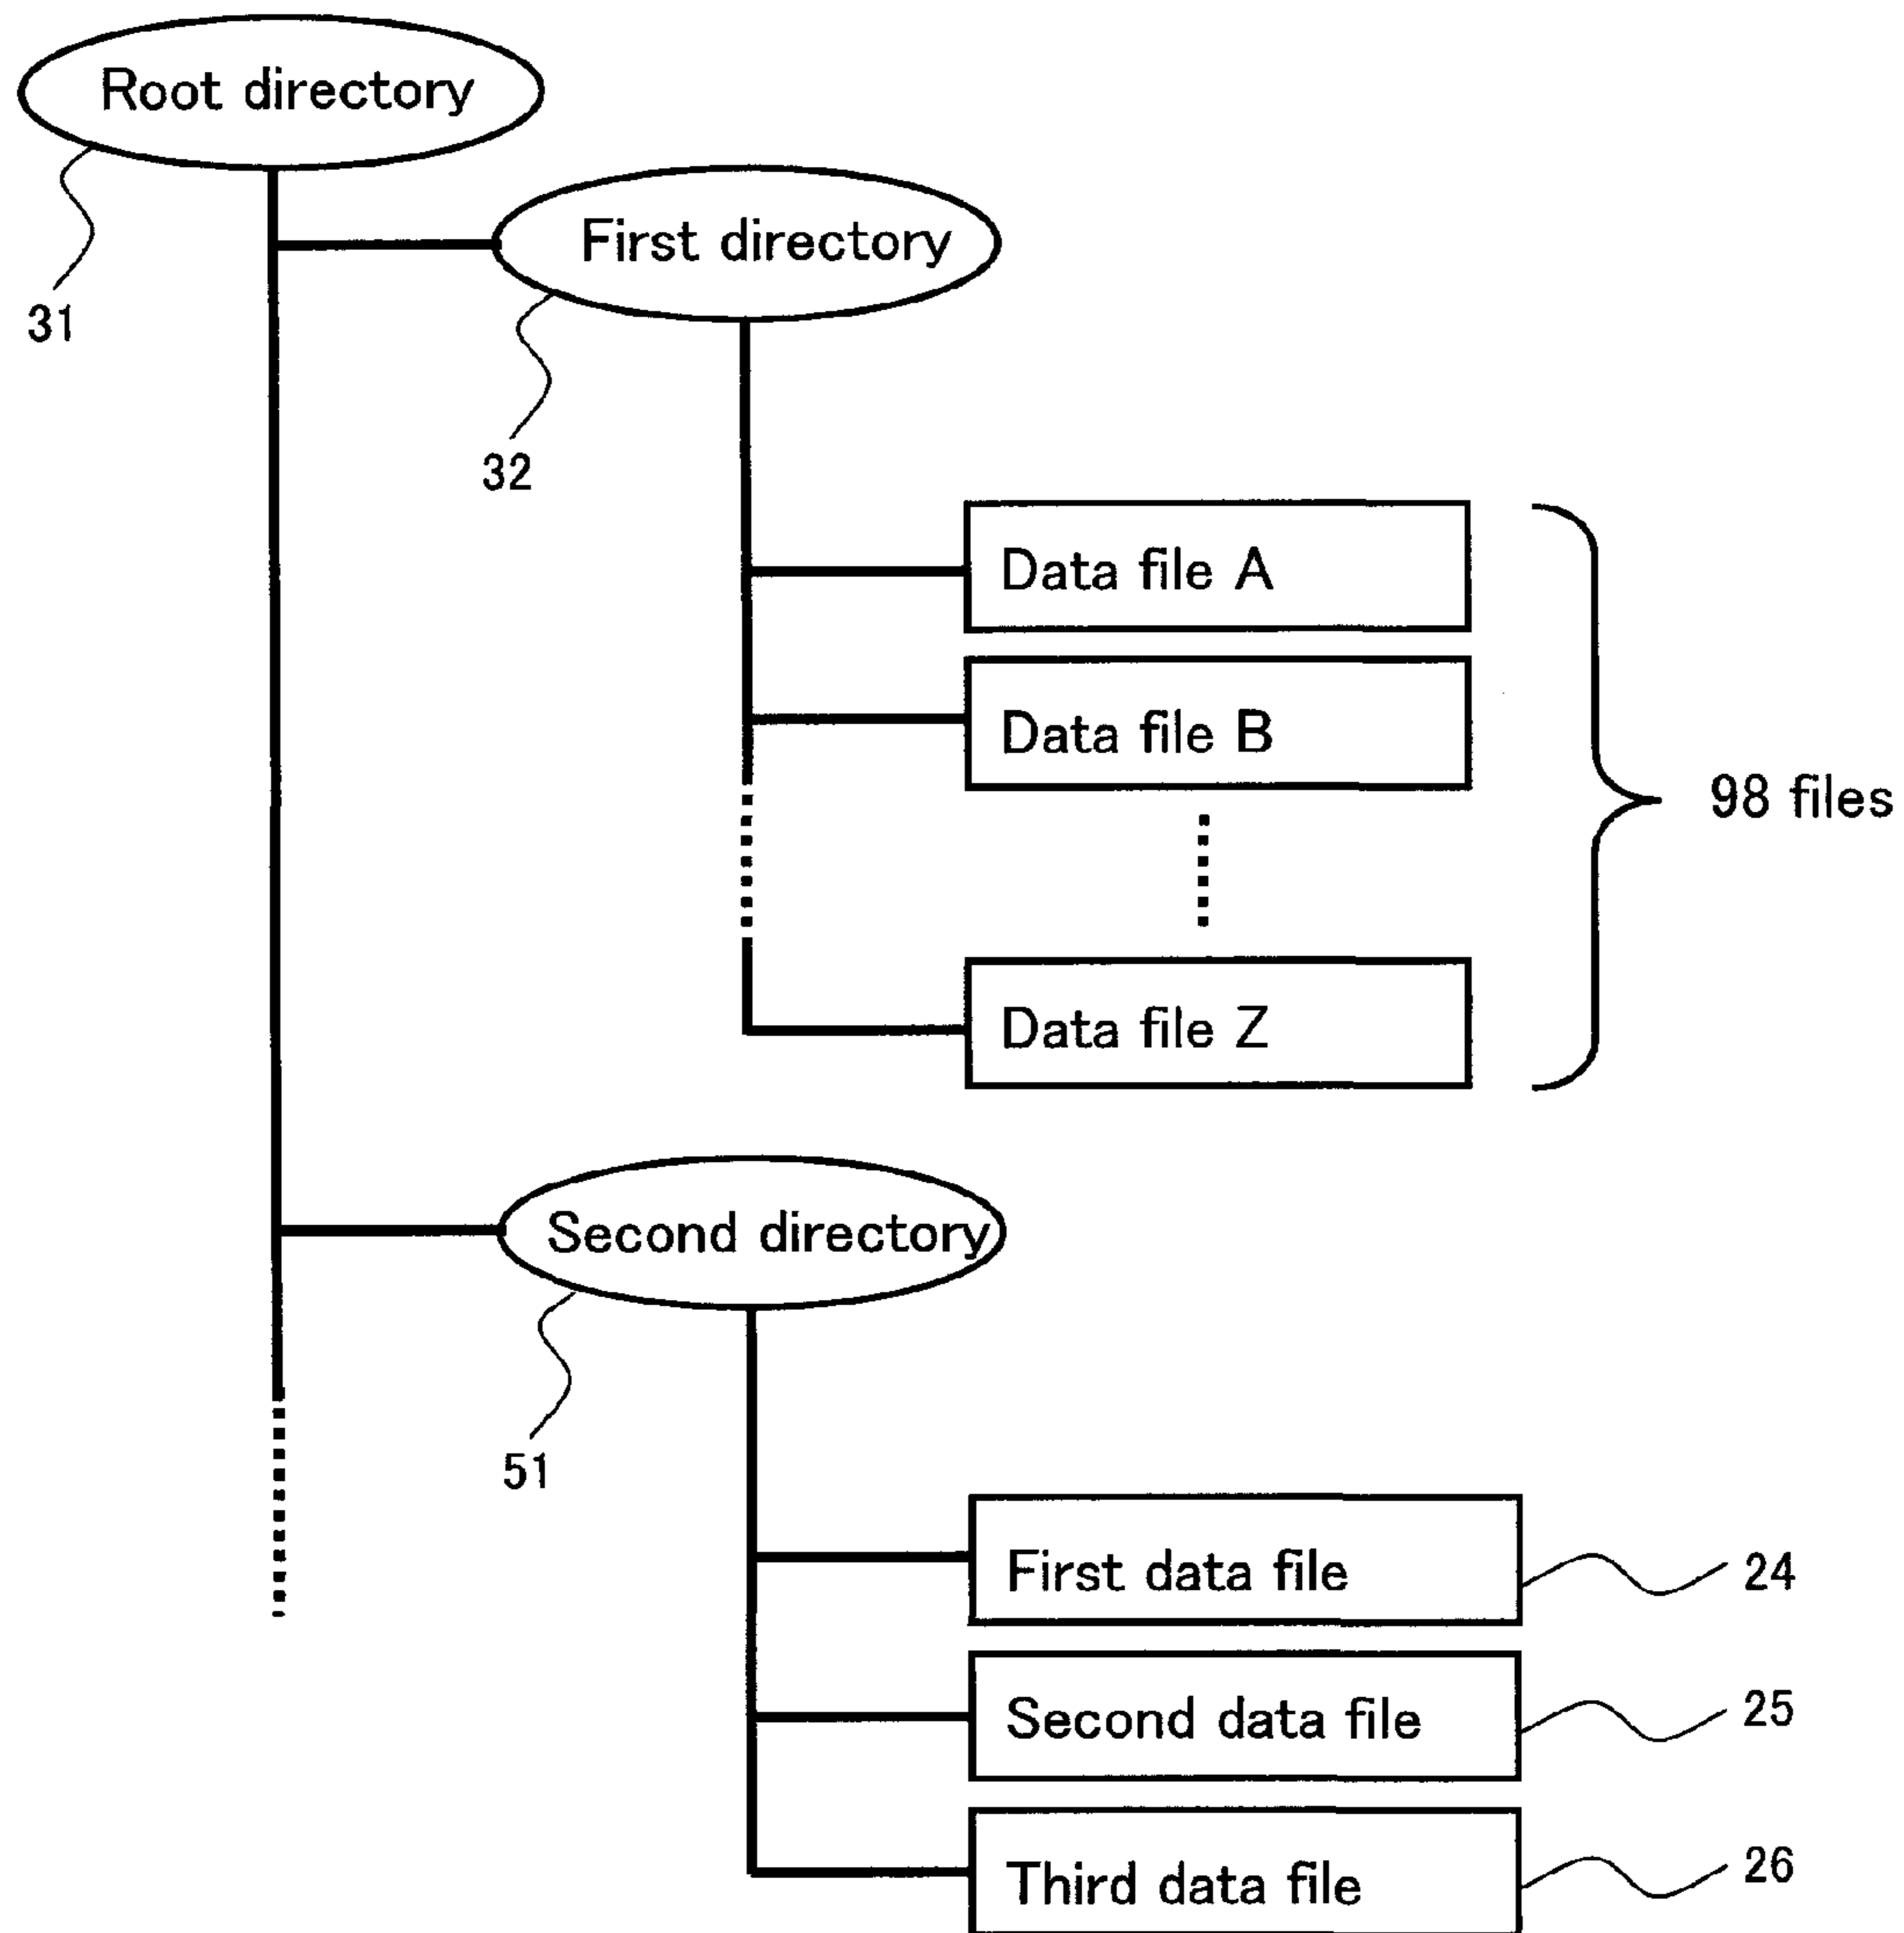 Root directory
First directory
31
32
Data file A
Data file B
98 files
Data file Z
Second directory
51
First data file
24
Second data file
25
Third data file
26